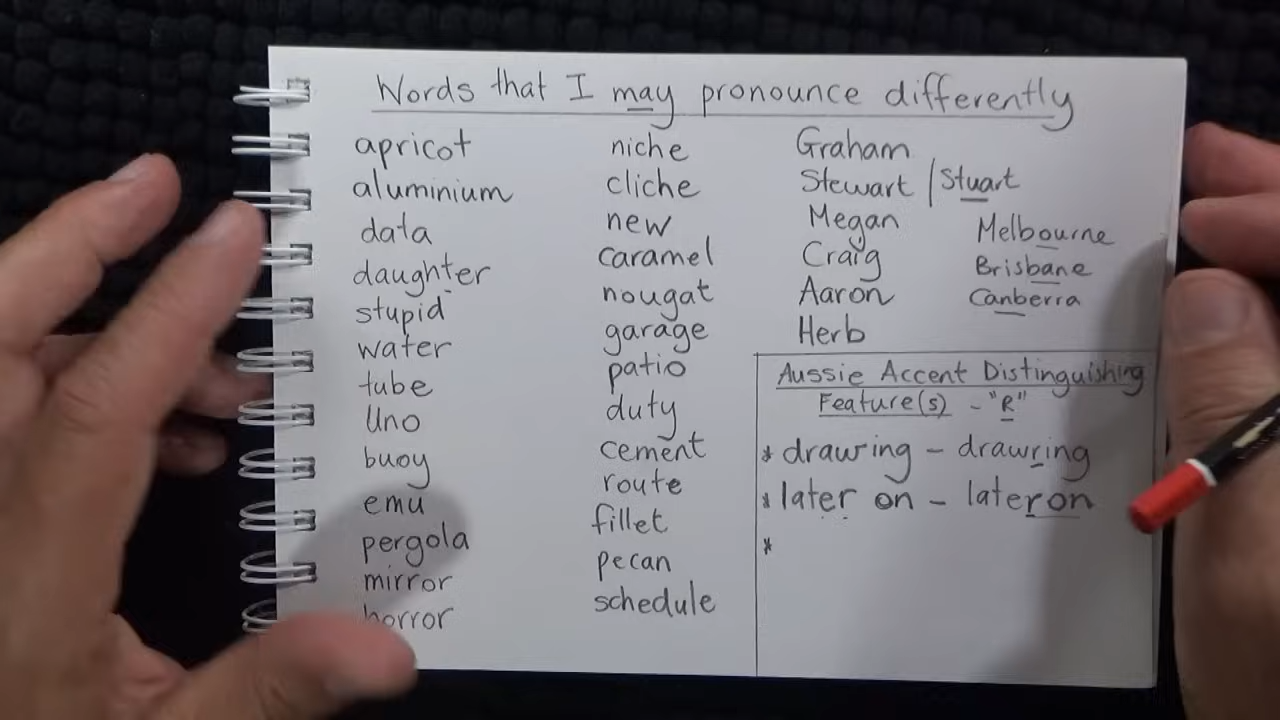 Words that I may pronounce differently
apricot
aluminium
data
daughter
stupid
water
tube
Uno
buoy
emu
pergola
mirror
horror
niche
cliche
new
caramel
nougat
garage
patio
duty
cement
route
fillet
pecan
schedule
Graham
Stewart / Stuart
Megan
Craig
Aaron
Herb
Melbourne
Brisbane
Canberra
Aussie Accent Distinguishing
Feature(s) - "R"
* drawing - drawring
* later on - lateron
*